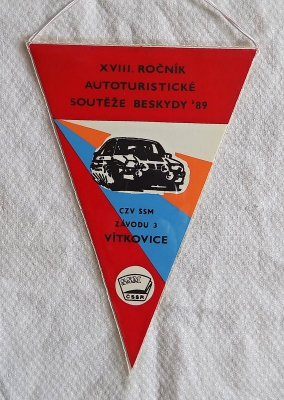 XVIII. ROČNÍK
AUTOTURISTICKÉ
SOUTĚŽE BESKYDY '89
CZV SSM
ZÁVODU 3
VÍTKOVICE
ČSSR